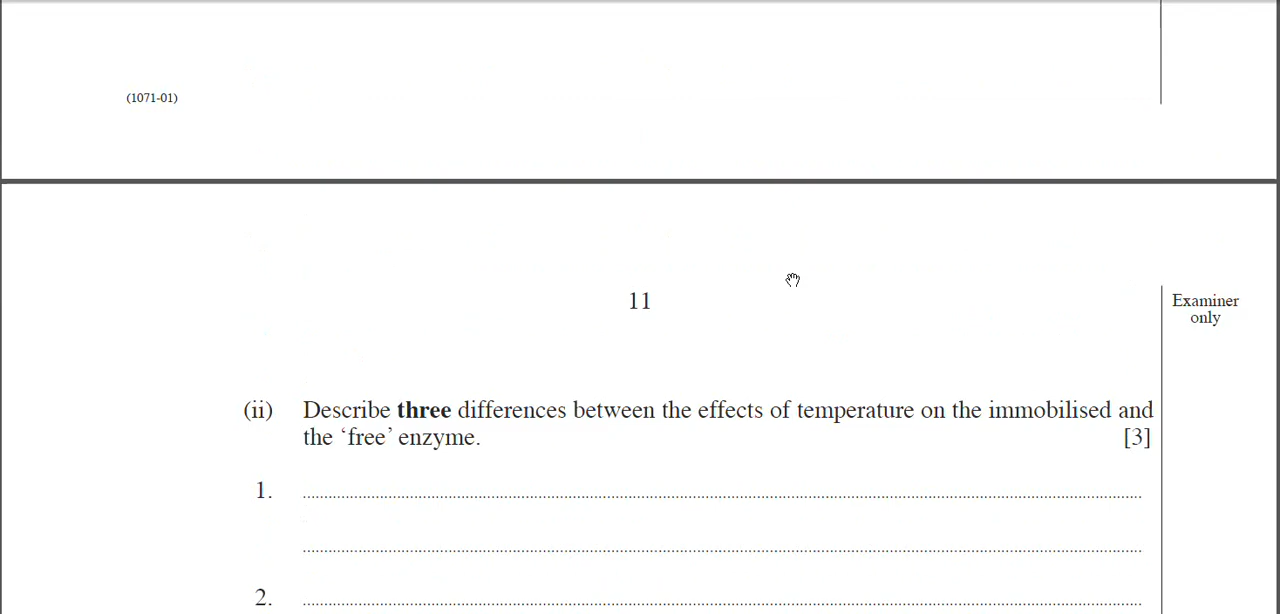 (1071-01)
11
Examiner
only
(ii) Describe three differences between the effects of temperature on the immobilised and
the ‘free’ enzyme. [3]
1. ......................................................................
......................................................................
2. ......................................................................